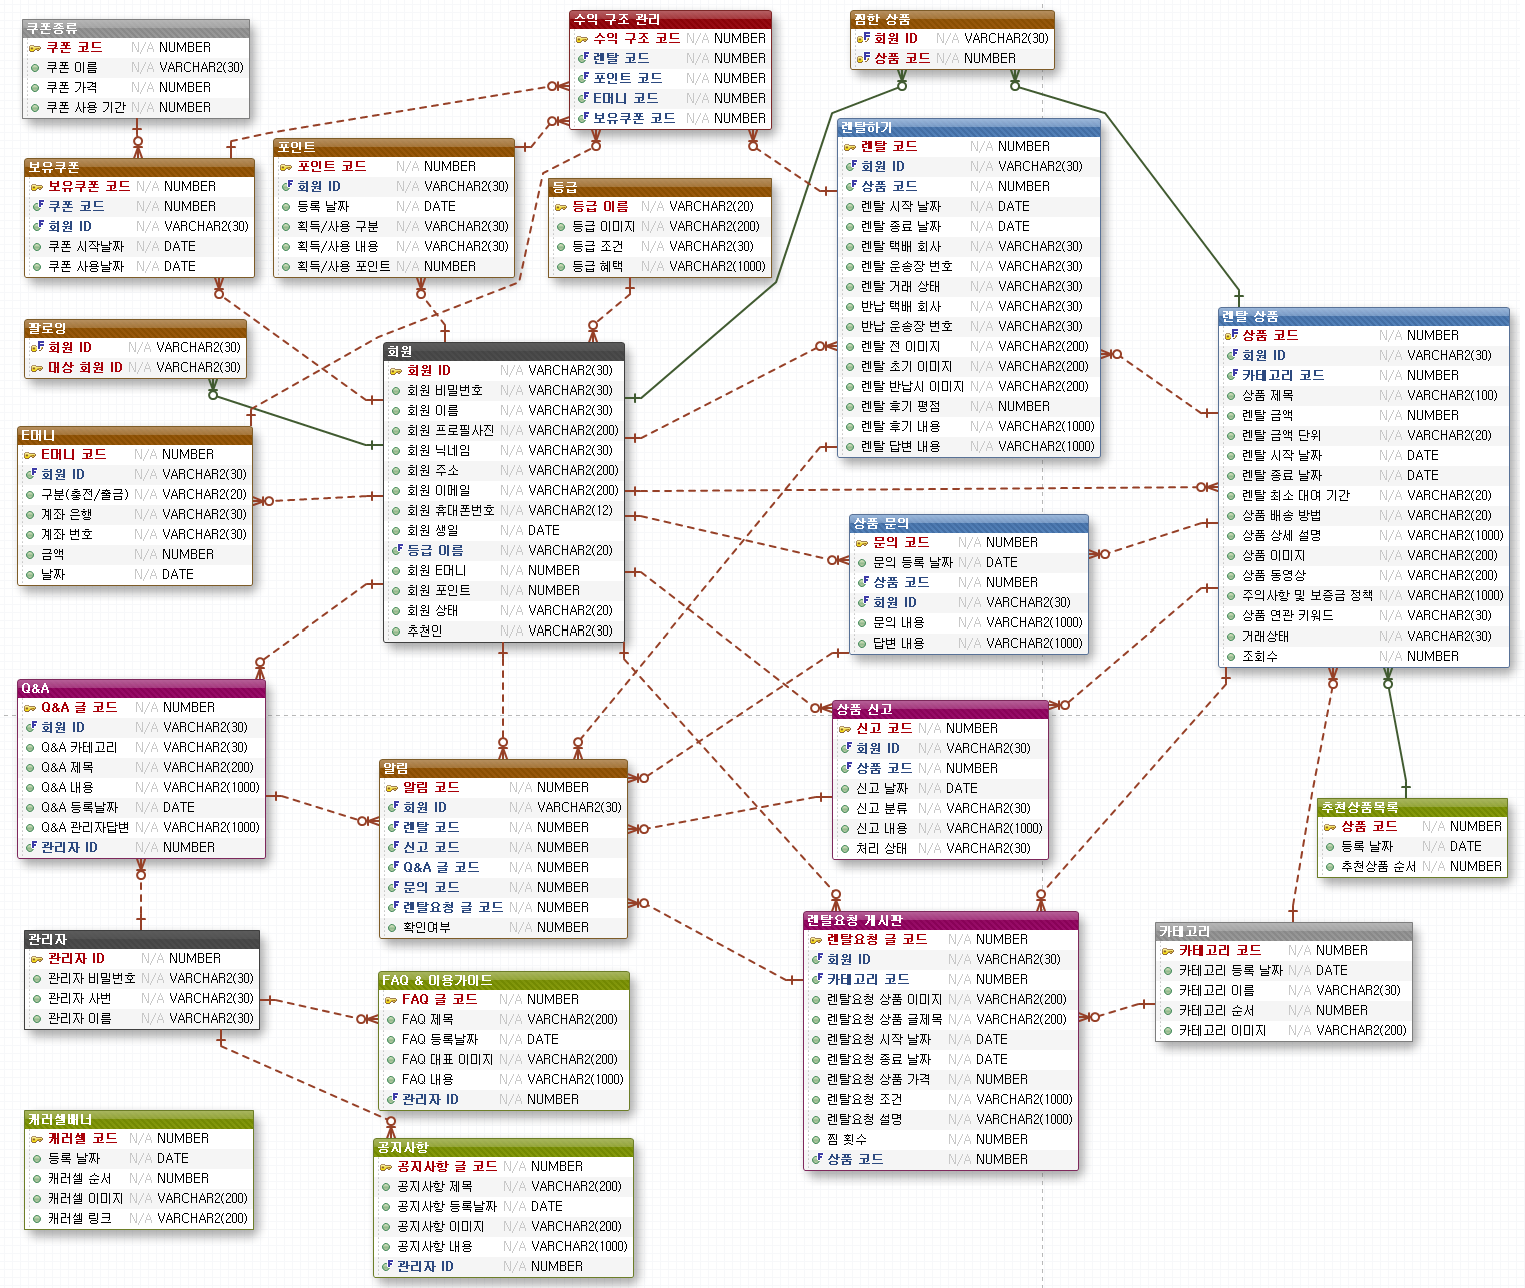 쿠폰종류
쿠폰 코드 N/A NUMBER
쿠폰 이름 N/A VARCHAR2(30)
쿠폰 가격 N/A NUMBER
쿠폰 사용 기간 N/A NUMBER
수익 구조 관리
수익 구조 코드 N/A NUMBER
렌탈 코드 N/A NUMBER
포인트 코드 N/A NUMBER
E머니 코드 N/A NUMBER
보유쿠폰 코드 N/A NUMBER
찜한 상품
회원 ID N/A VARCHAR2(30)
상품 코드 N/A NUMBER
보유쿠폰
보유쿠폰 코드 N/A NUMBER
쿠폰 코드 N/A NUMBER
회원 ID N/A VARCHAR2(30)
쿠폰 시작날짜 N/A DATE
쿠폰 사용날짜 N/A DATE
포인트
포인트 코드 N/A NUMBER
회원 ID N/A VARCHAR2(30)
등록 날짜 N/A DATE
획득/사용 구분 N/A VARCHAR2(30)
획득/사용 내용 N/A VARCHAR2(30)
획득/사용 포인트 N/A NUMBER
등급
등급 이름 N/A VARCHAR2(20)
등급 이미지 N/A VARCHAR2(200)
등급 조건 N/A VARCHAR2(30)
등급 혜택 N/A VARCHAR2(1000)
렌탈하기
렌탈 코드 N/A NUMBER
회원 ID N/A VARCHAR2(30)
상품 코드 N/A NUMBER
렌탈 시작 날짜 N/A DATE
렌탈 종료 날짜 N/A DATE
렌탈 택배 회사 N/A VARCHAR2(30)
렌탈 운송장 번호 N/A VARCHAR2(30)
렌탈 거래 상태 N/A VARCHAR2(30)
반납 택배 회사 N/A VARCHAR2(30)
반납 운송장 번호 N/A VARCHAR2(30)
렌탈 전 이미지 N/A VARCHAR2(200)
렌탈 초기 이미지 N/A VARCHAR2(200)
렌탈 반납시 이미지 N/A VARCHAR2(200)
렌탈 후기 평점 N/A NUMBER
렌탈 후기 내용 N/A VARCHAR2(1000)
렌탈 답변 내용 N/A VARCHAR2(1000)
팔로잉
회원 ID N/A VARCHAR2(30)
대상 회원 ID N/A VARCHAR2(30)
회원
회원 ID N/A VARCHAR2(30)
회원 비밀번호 N/A VARCHAR2(30)
회원 이름 N/A VARCHAR2(30)
회원 프로필사진 N/A VARCHAR2(200)
회원 닉네임 N/A VARCHAR2(30)
회원 주소 N/A VARCHAR2(200)
회원 이메일 N/A VARCHAR2(200)
회원 휴대폰번호 N/A VARCHAR2(12)
회원 생일 N/A DATE
등급 이름 N/A VARCHAR2(20)
회원 E머니 N/A NUMBER
회원 포인트 N/A NUMBER
회원 상태 N/A VARCHAR2(20)
추천인 N/A VARCHAR2(30)
렌탈 상품
상품 코드 N/A NUMBER
회원 ID N/A VARCHAR2(30)
카테고리 코드 N/A NUMBER
상품 제목 N/A VARCHAR2(100)
렌탈 금액 N/A NUMBER
렌탈 금액 단위 N/A VARCHAR2(20)
렌탈 시작 날짜 N/A DATE
렌탈 종료 날짜 N/A DATE
렌탈 최소 대여 기간 N/A VARCHAR2(20)
상품 배송 방법 N/A VARCHAR2(20)
상품 상세 설명 N/A VARCHAR2(1000)
상품 이미지 N/A VARCHAR2(200)
상품 동영상 N/A VARCHAR2(200)
주의사항 및 보증금 정책 N/A VARCHAR2(1000)
상품 연관 키워드 N/A VARCHAR2(30)
거래상태 N/A VARCHAR2(30)
조회수 N/A NUMBER
E머니
E머니 코드 N/A NUMBER
회원 ID N/A VARCHAR2(30)
구분(충전/출금) N/A VARCHAR2(20)
계좌 은행 N/A VARCHAR2(30)
계좌 번호 N/A VARCHAR2(30)
금액 N/A NUMBER
날짜 N/A DATE
상품 문의
문의 코드 N/A NUMBER
문의 등록 날짜 N/A DATE
상품 코드 N/A NUMBER
회원 ID N/A VARCHAR2(30)
문의 내용 N/A VARCHAR2(1000)
답변 내용 N/A VARCHAR2(1000)
Q&A
Q&A 글 코드 N/A NUMBER
회원 ID N/A VARCHAR2(30)
Q&A 카테고리 N/A VARCHAR2(30)
Q&A 제목 N/A VARCHAR2(200)
Q&A 내용 N/A VARCHAR2(1000)
Q&A 등록날짜 N/A DATE
Q&A 관리자답변 N/A VARCHAR2(1000)
관리자 ID N/A NUMBER
상품 신고
신고 코드 N/A NUMBER
회원 ID N/A VARCHAR2(30)
상품 코드 N/A NUMBER
신고 날짜 N/A DATE
신고 분류 N/A VARCHAR2(30)
신고 내용 N/A VARCHAR2(1000)
처리 상태 N/A VARCHAR2(30)
알림
알림 코드 N/A NUMBER
회원 ID N/A VARCHAR2(30)
렌탈 코드 N/A NUMBER
신고 코드 N/A NUMBER
Q&A 글 코드 N/A NUMBER
문의 코드 N/A NUMBER
렌탈요청 글 코드 N/A NUMBER
확인여부 N/A NUMBER
추천상품목록
상품 코드 N/A NUMBER
등록 날짜 N/A DATE
추천상품 순서 N/A NUMBER
관리자
관리자 ID N/A NUMBER
관리자 비밀번호 N/A VARCHAR2(30)
관리자 사번 N/A VARCHAR2(30)
관리자 이름 N/A VARCHAR2(30)
FAQ & 이용가이드
FAQ 글 코드 N/A NUMBER
FAQ 제목 N/A VARCHAR2(200)
FAQ 등록날짜 N/A DATE
FAQ 대표 이미지 N/A VARCHAR2(200)
FAQ 내용 N/A VARCHAR2(1000)
관리자 ID N/A NUMBER
렌탈요청 게시판
렌탈요청 글 코드 N/A NUMBER
회원 ID N/A VARCHAR2(30)
카테고리 코드 N/A NUMBER
렌탈요청 상품 이미지 N/A VARCHAR2(200)
렌탈요청 상품 글제목 N/A VARCHAR2(200)
렌탈요청 시작 날짜 N/A DATE
렌탈요청 종료 날짜 N/A DATE
렌탈요청 상품 가격 N/A NUMBER
렌탈요청 조건 N/A VARCHAR2(1000)
렌탈요청 설명 N/A VARCHAR2(1000)
찜 횟수 N/A NUMBER
상품 코드 N/A NUMBER
카테고리
카테고리 코드 N/A NUMBER
카테고리 등록 날짜 N/A DATE
카테고리 이름 N/A VARCHAR2(30)
카테고리 순서 N/A NUMBER
카테고리 이미지 N/A VARCHAR2(200)
캐러셀배너
캐러셀 코드 N/A NUMBER
등록 날짜 N/A DATE
캐러셀 순서 N/A NUMBER
캐러셀 이미지 N/A VARCHAR2(200)
캐러셀 링크 N/A VARCHAR2(200)
공지사항
공지사항 글 코드 N/A NUMBER
공지사항 제목 N/A VARCHAR2(200)
공지사항 등록날짜 N/A DATE
공지사항 이미지 N/A VARCHAR2(200)
공지사항 내용 N/A VARCHAR2(1000)
관리자 ID N/A NUMBER